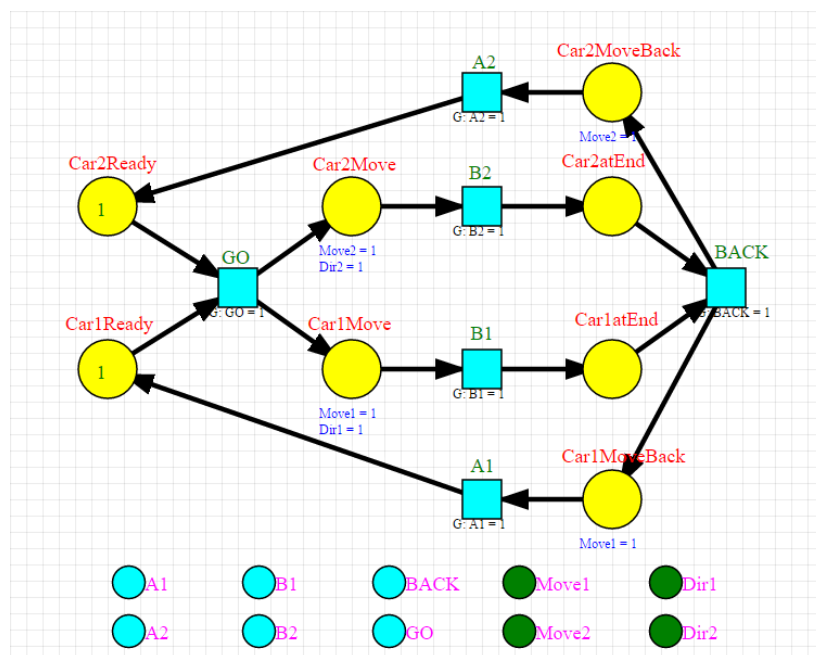 Car2MoveBack
A2
G: A2 = 1
Move2 = 1
Car2Ready
Car2Move
B2
Car2atEnd
1
G: B2 = 1
Move2 = 1
Dir2 = 1
GO
BACK
G: GO = 1
G: BACK = 1
Car1Ready
Car1Move
B1
Car1atEnd
1
G: B1 = 1
Move1 = 1
Dir1 = 1
A1
Car1MoveBack
G: A1 = 1
Move1 = 1
A1 B1 BACK Move1 Dir1
A2 B2 GO Move2 Dir2